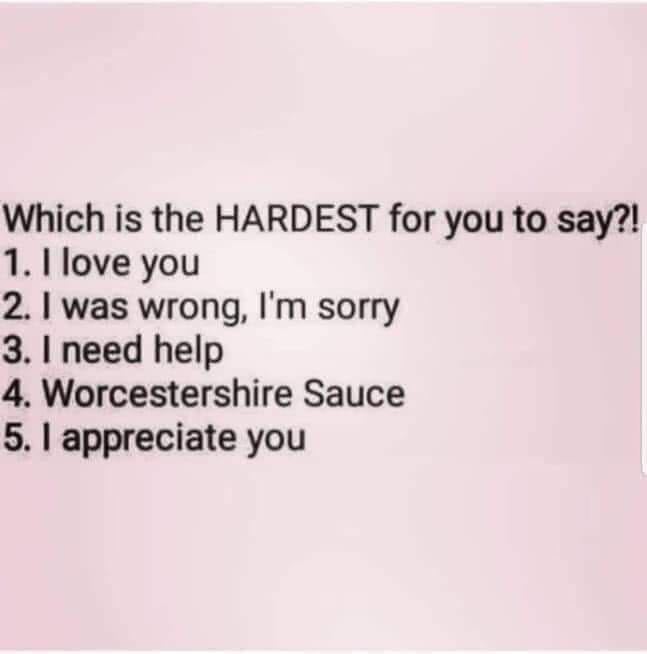 Which is the HARDEST for you to say?!
1. I love you
2. I was wrong, I'm sorry
3. I need help
4. Worcestershire Sauce
5. I appreciate you